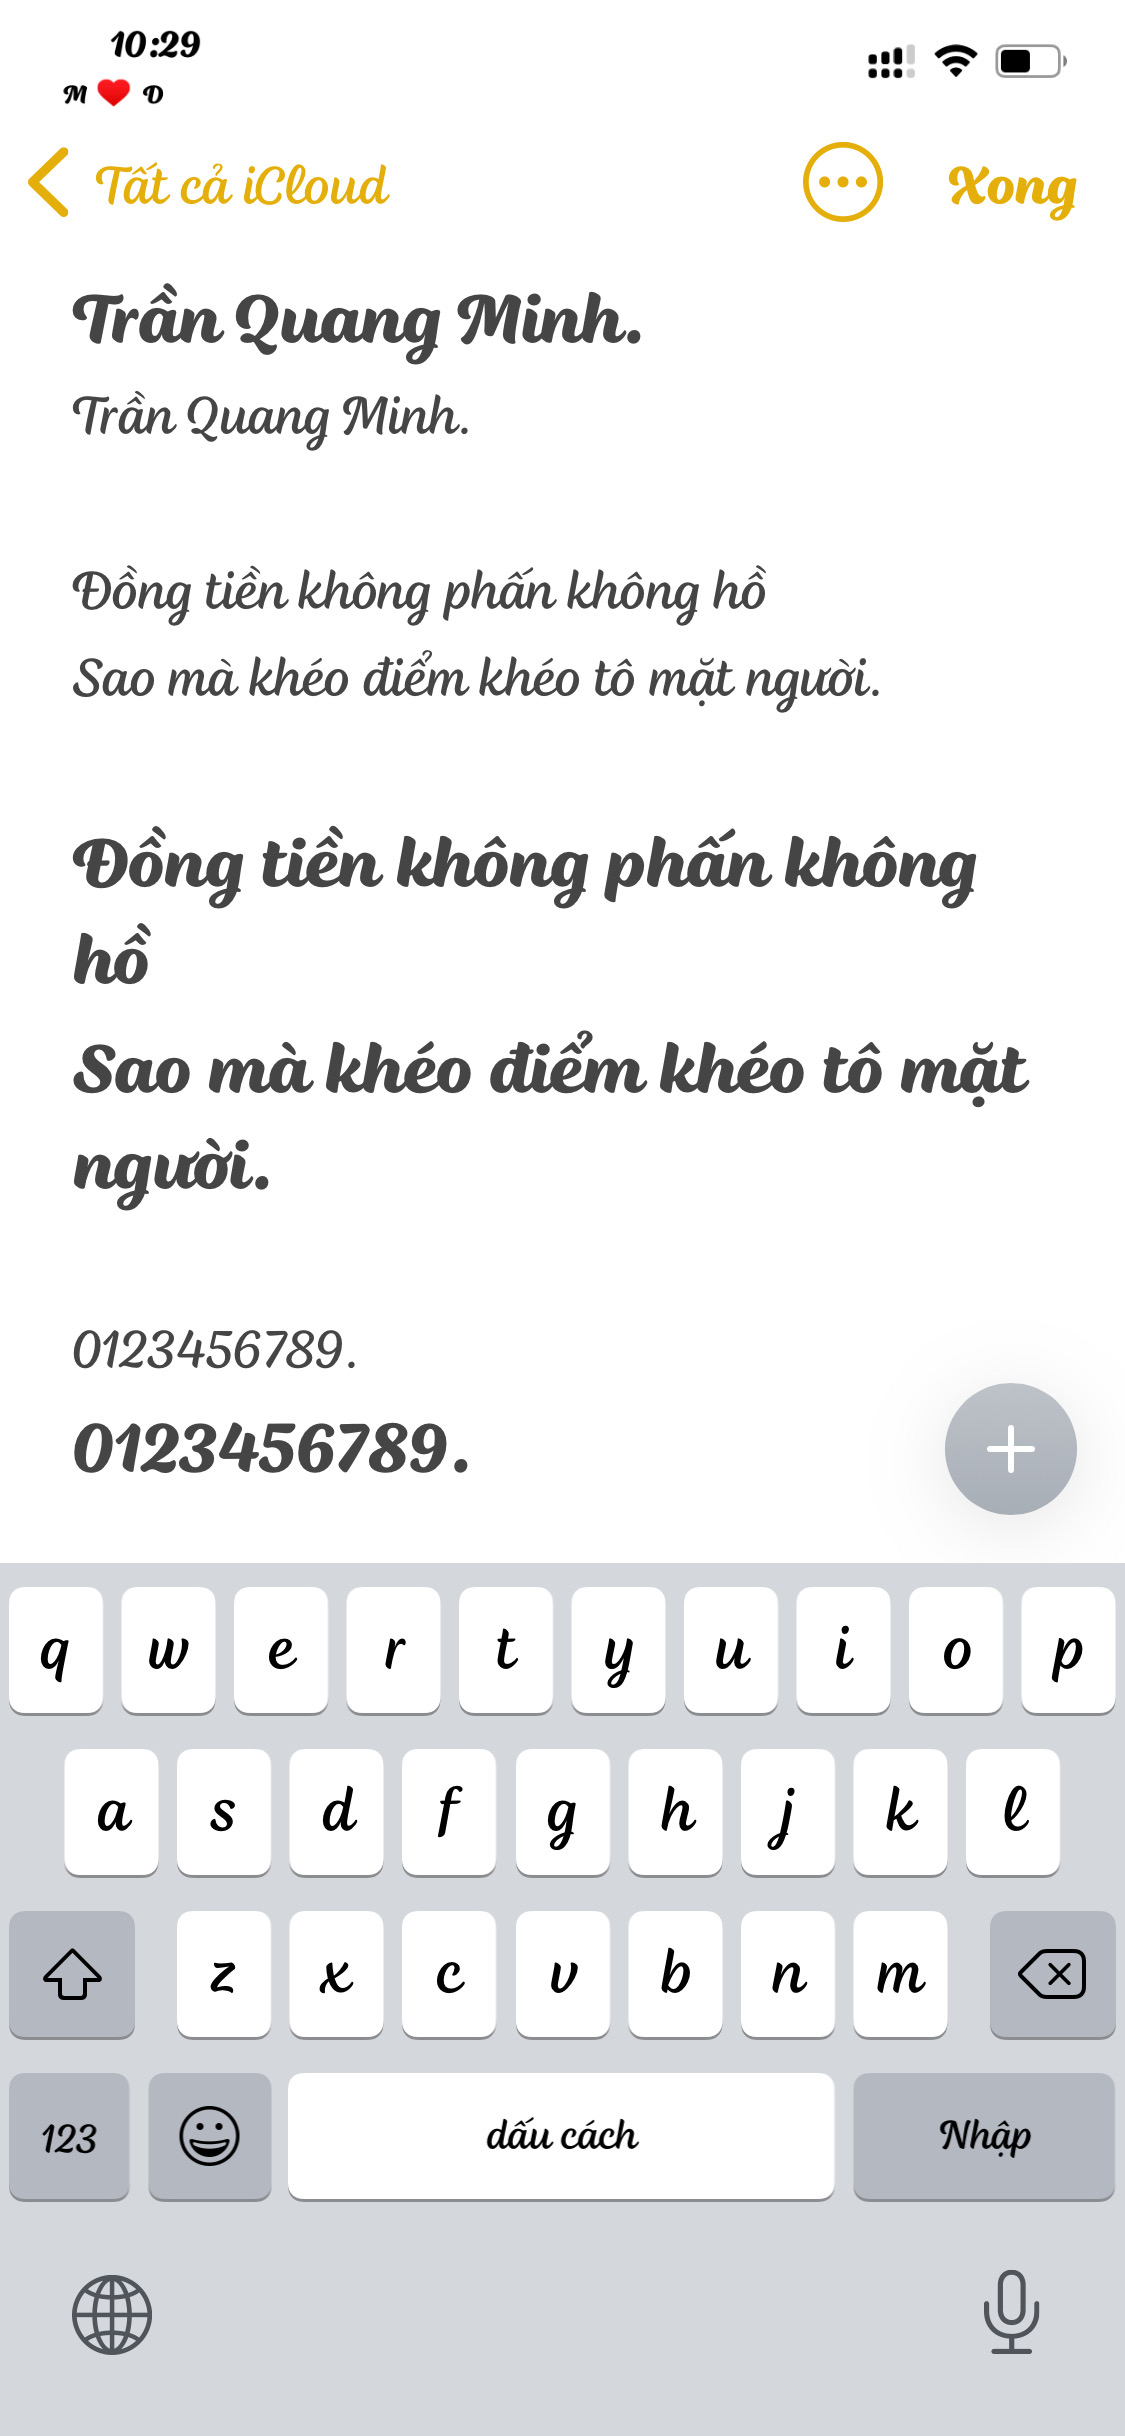 10:29
M ❤️ D
Tất cả iCloud
Xong
Trần Quang Minh.
Trần Quang Minh.
Đồng tiền không phấn không hồ
Sao mà khéo điểm khéo tô mặt người.
Đồng tiền không phấn không
hồ
Sao mà khéo điểm khéo tô mặt
người.
0123456789.
0123456789.
q w e r t y u i o p
a s d f g h j k l
z x c v b n m
123 dấu cách Nhập